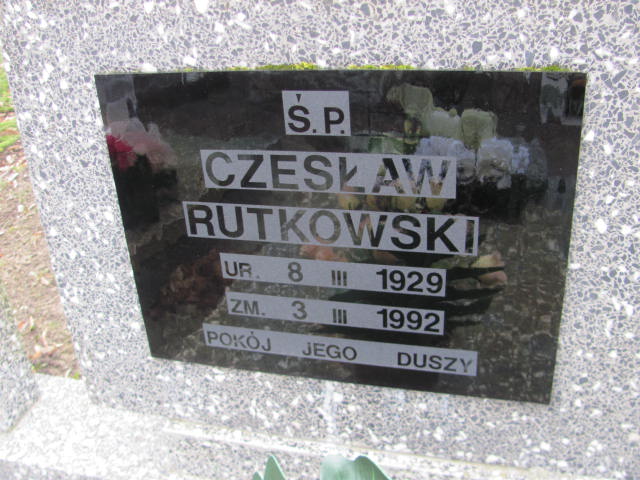 Ś.P.
CZESŁAW
RUTKOWSKI
UR. 8 III 1929
ZM. 3 III 1992
POKÓJ JEGO DUSZY